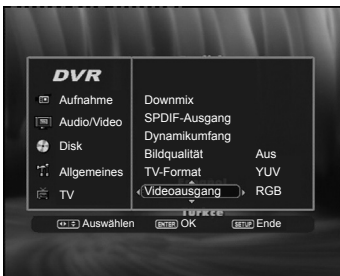 DVR
Aufnahme
Audio/Video
Disk
Allgemeines
TV
Downmix
SPDIF-Ausgang
Dynamikumfang
Bildqualität Aus
TV-Format YUV
Videoausgang RGB
Türkce
Auswählen ENTER OK SETUP Ende